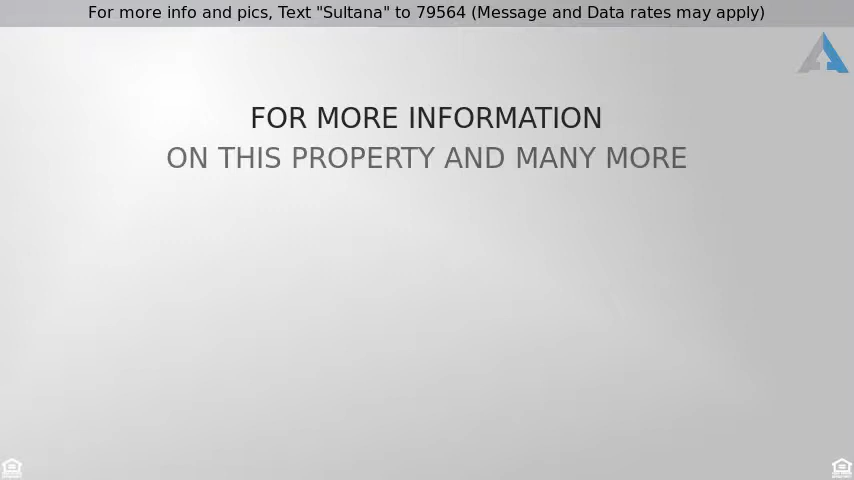 For more info and pics, Text "Sultana" to 79564 (Message and Data rates may apply)
FOR MORE INFORMATION
ON THIS PROPERTY AND MANY MORE